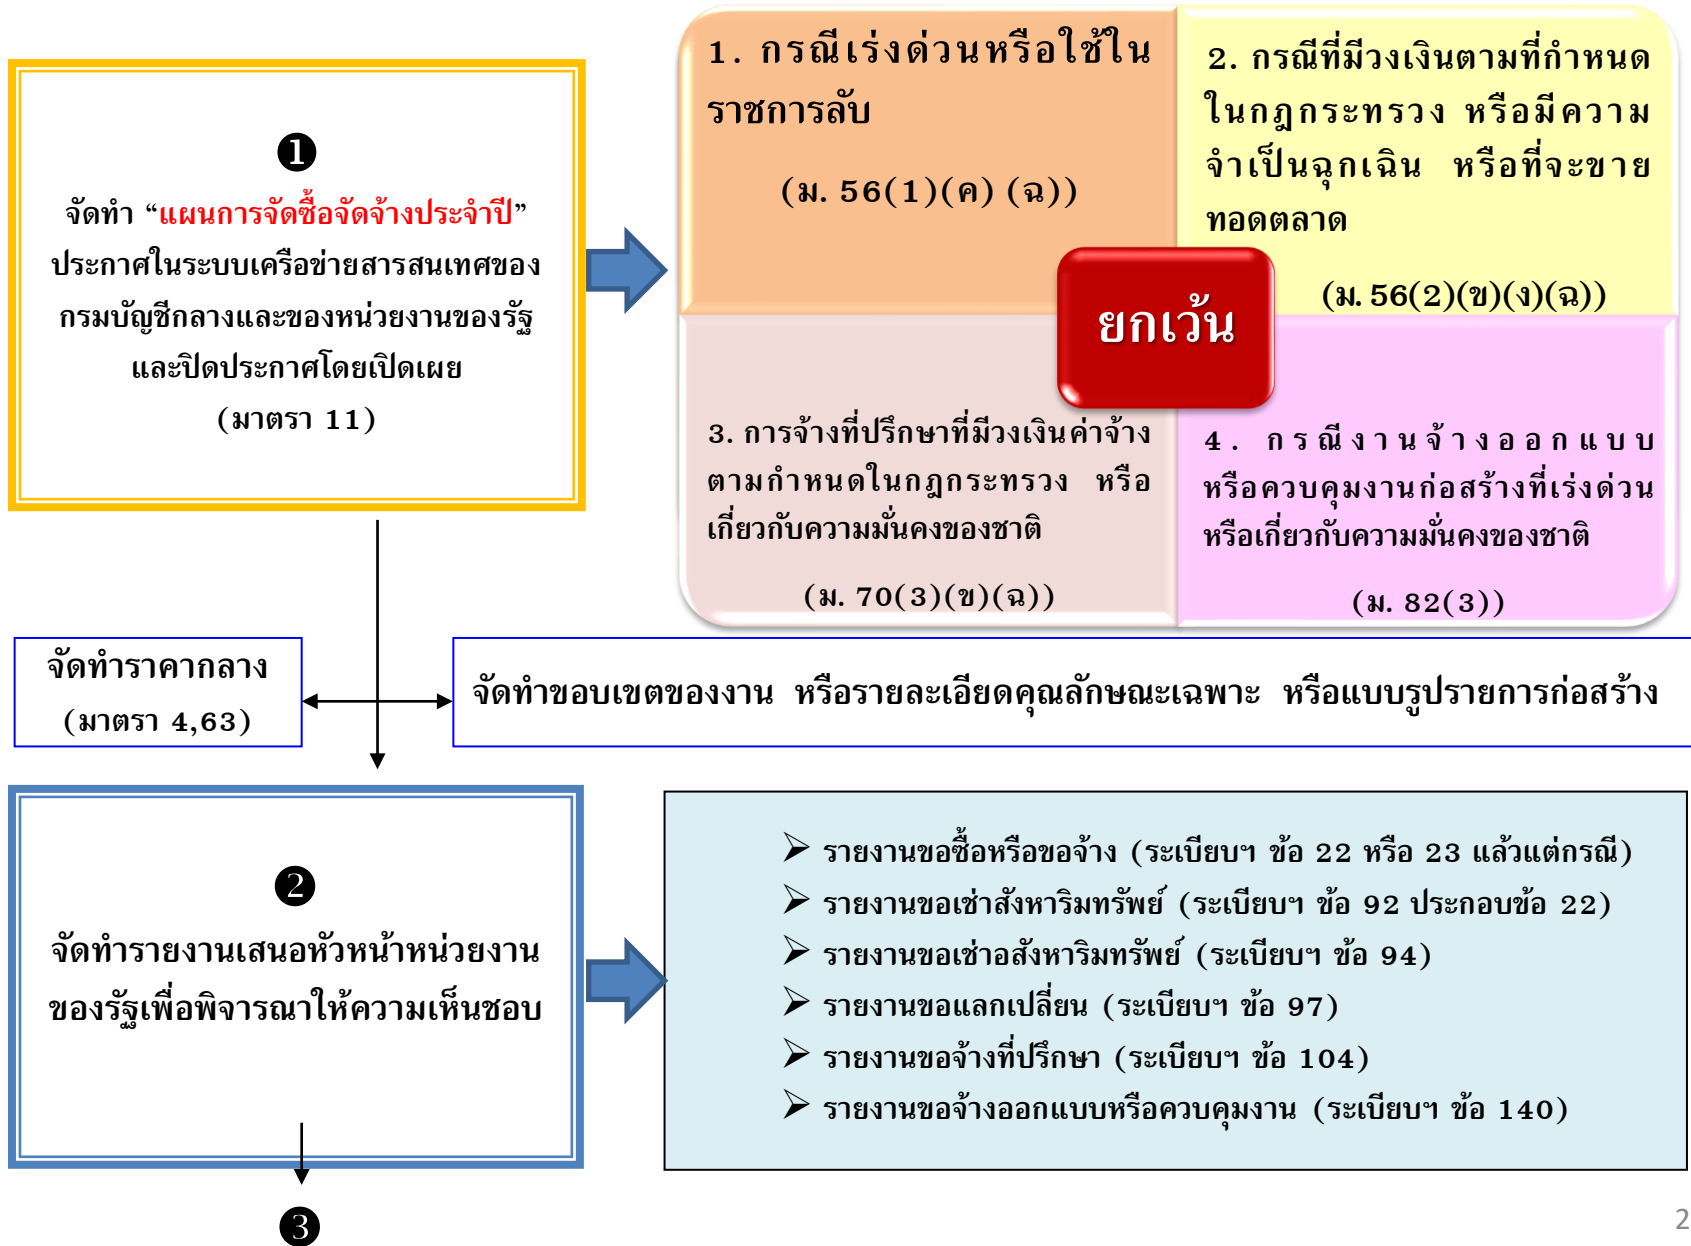 ❶
จัดทำ “แผนการจัดซื้อจัดจ้างประจำปี”
ประกาศในระบบเครือข่ายสารสนเทศของ
กรมบัญชีกลางและของหน่วยงานของรัฐ
และปิดประกาศโดยเปิดเผย
(มาตรา 11)
1. กรณีเร่งด่วนหรือใช้ใน
ราชการลับ
(ม. 56(1)(ค) (ฉ))
2. กรณีที่มีวงเงินตามที่กำหนด
ในกฎกระทรวง หรือมีความ
จำเป็นฉุกเฉิน หรือที่จะขาย
ทอดตลาด
(ม. 56(2)(ข)(ง)(ฉ))
ยกเว้น
3. การจ้างที่ปรึกษาที่มีวงเงินค่าจ้าง
ตามกำหนดในกฎกระทรวง หรือ
เกี่ยวกับความมั่นคงของชาติ
(ม. 70(3)(ข)(ฉ))
4. กรณีงานจ้างออกแบบ
หรือควบคุมงานก่อสร้างที่เร่งด่วน
หรือเกี่ยวกับความมั่นคงของชาติ
(ม. 82(3))
จัดทำราคากลาง
(มาตรา 4,63)
จัดทำขอบเขตของงาน หรือรายละเอียดคุณลักษณะเฉพาะ หรือแบบรูปรายการก่อสร้าง
❷
จัดทำรายงานเสนอหัวหน้าหน่วยงาน
ของรัฐเพื่อพิจารณาให้ความเห็นชอบ
➢ รายงานขอซื้อหรือขอจ้าง (ระเบียบฯ ข้อ 22 หรือ 23 แล้วแต่กรณี)
➢ รายงานขอเช่าสังหาริมทรัพย์ (ระเบียบฯ ข้อ 92 ประกอบข้อ 22)
➢ รายงานขอเช่าอสังหาริมทรัพย์ (ระเบียบฯ ข้อ 94)
➢ รายงานขอแลกเปลี่ยน (ระเบียบฯ ข้อ 97)
➢ รายงานขอจ้างที่ปรึกษา (ระเบียบฯ ข้อ 104)
➢ รายงานขอจ้างออกแบบหรือควบคุมงาน (ระเบียบฯ ข้อ 140)
❸
2